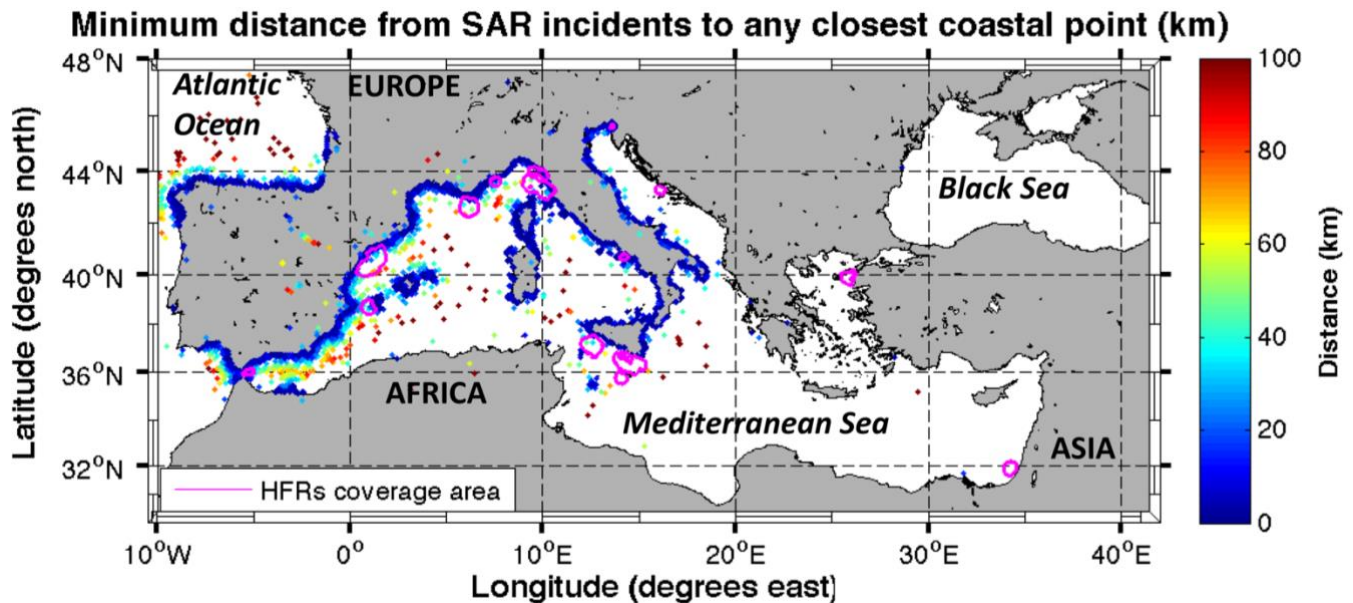 Minimum distance from SAR incidents to any closest coastal point (km)
48°N
44°N
40°N
36°N
32°N
Latitude (degrees north)
Atlantic
Ocean
EUROPE
Black Sea
AFRICA
Mediterranean Sea
ASIA
HFRs coverage area
10°W
0°
10°E
20°E
30°E
40°E
Longitude (degrees east)
100
80
60
40
20
0
Distance (km)